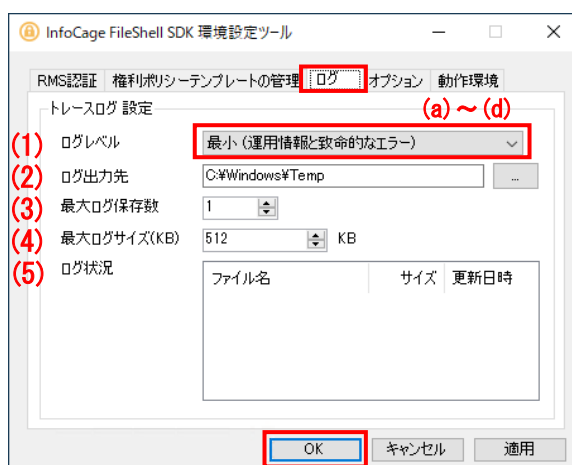 InfoCage FileShell SDK 環境設定ツール
RMS認証 権利ポリシーテンプレートの管理 ログ オプション 動作環境
トレースログ 設定
(a) ~ (d)
(1) ログレベル 最小 (運用情報と致命的なエラー)
(2) ログ出力先 C:¥Windows¥Temp ...
(3) 最大ログ保存数 1
(4) 最大ログサイズ(KB) 512 KB
(5) ログ状況
ファイル名 サイズ 更新日時
OK キャンセル 適用